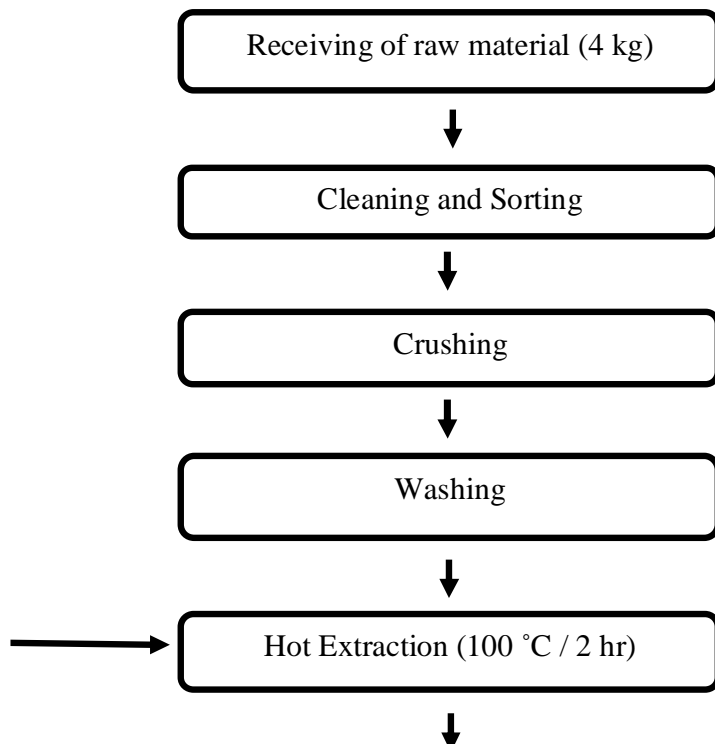 Receiving of raw material (4 kg)
Cleaning and Sorting
Crushing
Washing
Hot Extraction (100 ˚C / 2 hr)